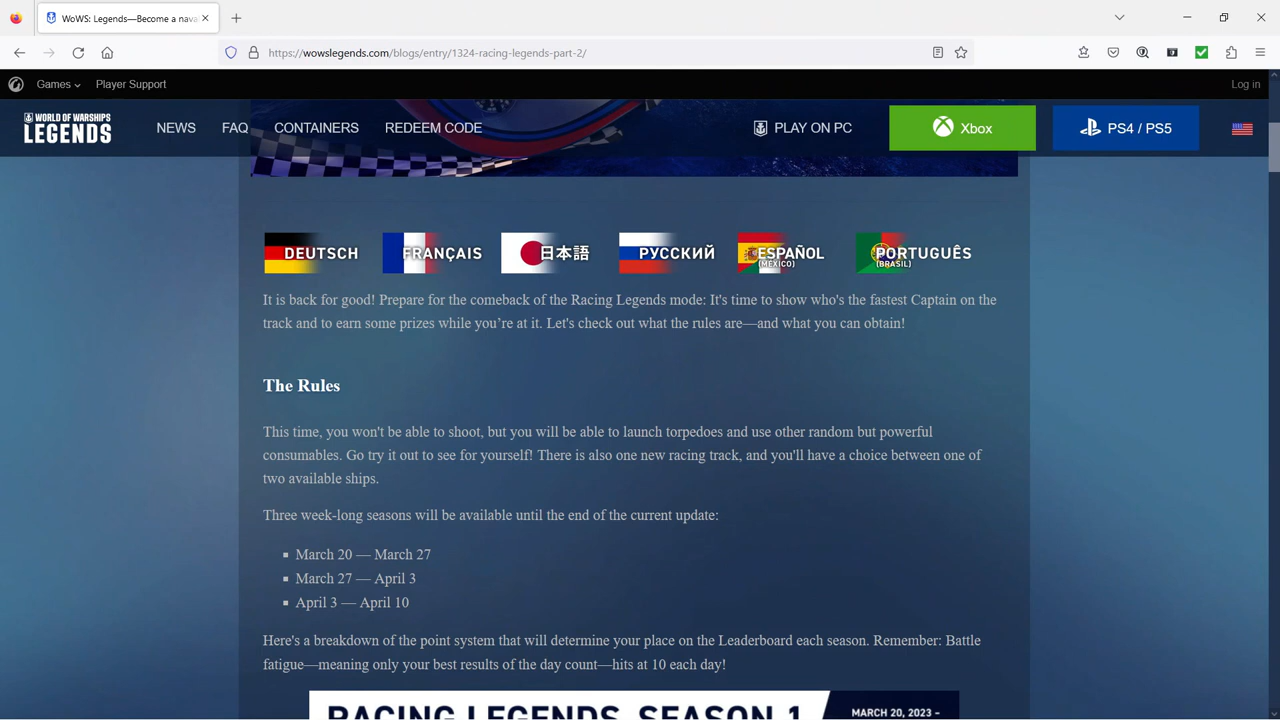 WoWS: Legends—Become a nava
https://wowslegends.com/blogs/entry/1324-racing-legends-part-2/
Games
Player Support
Log in
WORLD OF WARSHIPS
LEGENDS
NEWS
FAQ
CONTAINERS
REDEEM CODE
PLAY ON PC
Xbox
PS4 / PS5
DEUTSCH
FRANÇAIS
日本語
РУССКИЙ
ESPAÑOL
(MÉXICO)
PORTUGUÊS
(BRASIL)
It is back for good! Prepare for the comeback of the Racing Legends mode: It's time to show who's the fastest Captain on the
track and to earn some prizes while you’re at it. Let's check out what the rules are—and what you can obtain!
The Rules
This time, you won't be able to shoot, but you will be able to launch torpedoes and use other random but powerful
consumables. Go try it out to see for yourself! There is also one new racing track, and you'll have a choice between one of
two available ships.
Three week-long seasons will be available until the end of the current update:
March 20 — March 27
March 27 — April 3
April 3 — April 10
Here's a breakdown of the point system that will determine your place on the Leaderboard each season. Remember: Battle
fatigue—meaning only your best results of the day count—hits at 10 each day!
RACING LEGENDS. SEASON 1
MARCH 20, 2023 –